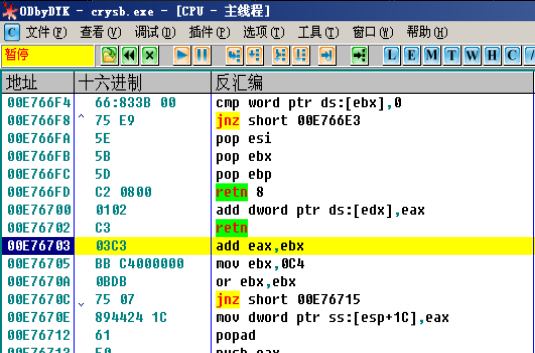 ODbyDYK - crysb.exe - [CPU - 主线程]
C 文件(F) 查看(V) 调试(D) 插件(P) 选项(T) 工具(T) 窗口(W) 帮助(H)
暂停 L E M T W H C /
地址 十六进制 反汇编
00E766F4 66:833B 00 cmp word ptr ds:[ebx],0
00E766F8 ^ 75 E9 jnz short 00E766E3
00E766FA 5E pop esi
00E766FB 5B pop ebx
00E766FC 5D pop ebp
00E766FD C2 0800 retn 8
00E76700 0102 add dword ptr ds:[edx],eax
00E76702 C3 retn
00E76703 03C3 add eax,ebx
00E76705 BB C4000000 mov ebx,0C4
00E7670A 0BDB or ebx,ebx
00E7670C 75 07 jnz short 00E76715
00E7670E 894424 1C mov dword ptr ss:[esp+1C],eax
00E76712 61 popad
00E76713 50 push eax